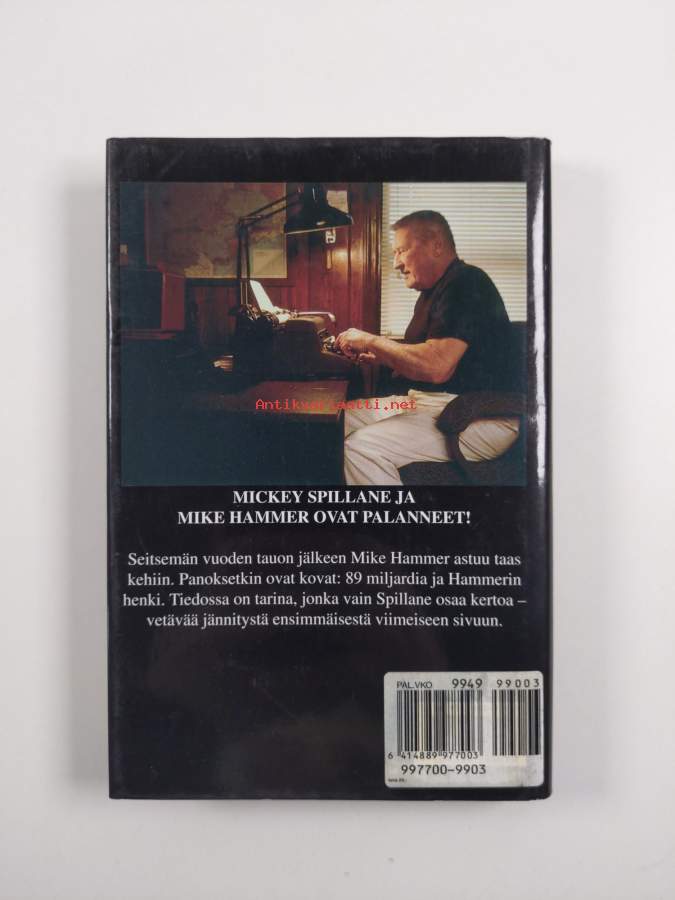 Antikvariaatti.net
MICKEY SPILLANE JA
MIKE HAMMER OVAT PALANNEET!
Seitsemän vuoden tauon jälkeen Mike Hammer astuu taas
kehiin. Panoksetkin ovat kovat: 89 miljardia ja Hammerin
henki. Tiedossa on tarina, jonka vain Spillane osaa kertoa –
vetävää jännitystä ensimmäisestä viimeiseen sivuun.
PAL.VKO 9949 99003
6 414889 977003
997700-9903